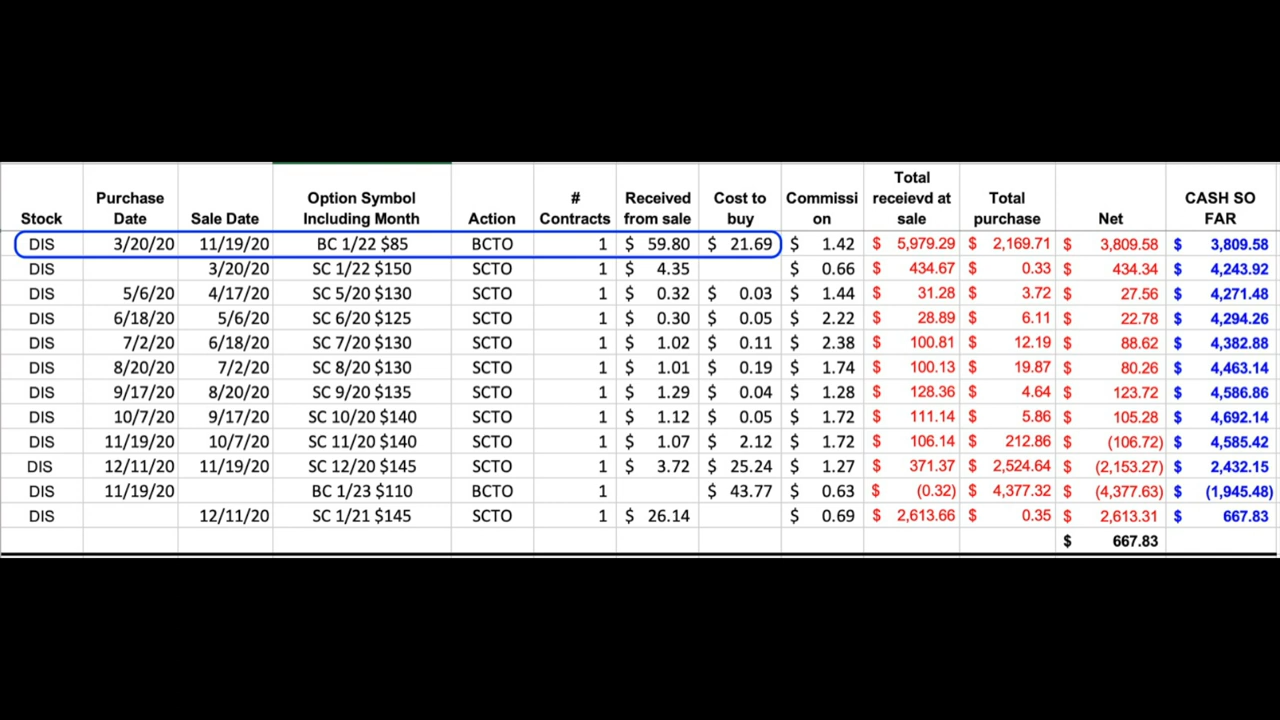 Stock Purchase Date Sale Date Option Symbol Including Month Action # Contracts Received from sale Cost to buy Commissi on Total receievd at sale Total purchase Net CASH SO FAR
DIS 3/20/20 11/19/20 BC 1/22 $85 BCTO 1 $ 59.80 $ 21.69 $ 1.42 $ 5,979.29 $ 2,169.71 $ 3,809.58 $ 3,809.58
DIS 3/20/20 SC 1/22 $150 SCTO 1 $ 4.35 $ 0.66 $ 434.67 $ 0.33 $ 434.34 $ 4,243.92
DIS 5/6/20 4/17/20 SC 5/20 $130 SCTO 1 $ 0.32 $ 0.03 $ 1.44 $ 31.28 $ 3.72 $ 27.56 $ 4,271.48
DIS 6/18/20 5/6/20 SC 6/20 $125 SCTO 1 $ 0.30 $ 0.05 $ 2.22 $ 28.89 $ 6.11 $ 22.78 $ 4,294.26
DIS 7/2/20 6/18/20 SC 7/20 $130 SCTO 1 $ 1.02 $ 0.11 $ 2.38 $ 100.81 $ 12.19 $ 88.62 $ 4,382.88
DIS 8/20/20 7/2/20 SC 8/20 $130 SCTO 1 $ 1.01 $ 0.19 $ 1.74 $ 100.13 $ 19.87 $ 80.26 $ 4,463.14
DIS 9/17/20 8/20/20 SC 9/20 $135 SCTO 1 $ 1.29 $ 0.04 $ 1.28 $ 128.36 $ 4.64 $ 123.72 $ 4,586.86
DIS 10/7/20 9/17/20 SC 10/20 $140 SCTO 1 $ 1.12 $ 0.05 $ 1.72 $ 111.14 $ 5.86 $ 105.28 $ 4,692.14
DIS 11/19/20 10/7/20 SC 11/20 $140 SCTO 1 $ 1.07 $ 2.12 $ 1.72 $ 106.14 $ 212.86 $ (106.72) $ 4,585.42
DIS 12/11/20 11/19/20 SC 12/20 $145 SCTO 1 $ 3.72 $ 25.24 $ 1.27 $ 371.37 $ 2,524.64 $ (2,153.27) $ 2,432.15
DIS 11/19/20 BC 1/23 $110 BCTO 1 $ 43.77 $ 0.63 $ (0.32) $ 4,377.32 $ (4,377.63) $ (1,945.48)
DIS 12/11/20 SC 1/21 $145 SCTO 1 $ 26.14 $ 0.69 $ 2,613.66 $ 0.35 $ 2,613.31 $ 667.83
$ 667.83